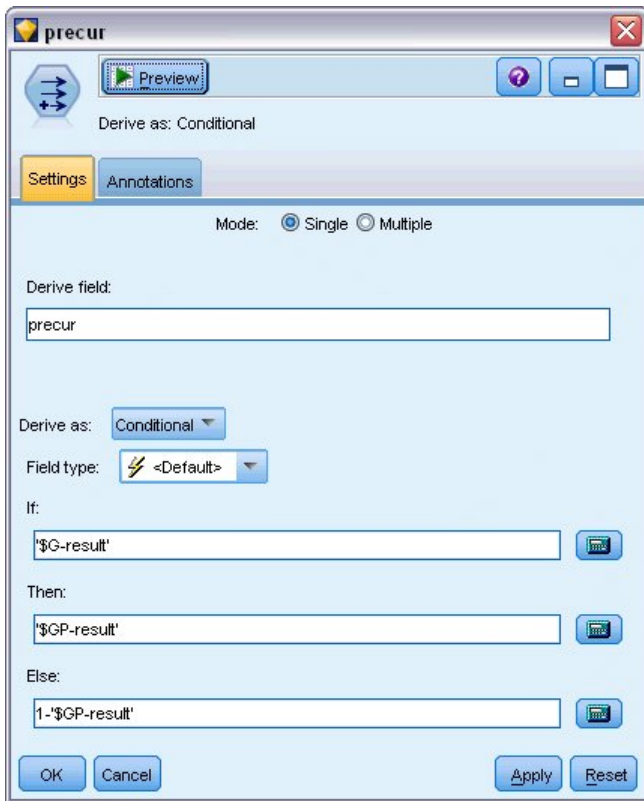 precur
Preview
Derive as: Conditional
Settings Annotations
Mode: Single Multiple
Derive field:
precur
Derive as: Conditional
Field type: <Default>
If:
'$G-result'
Then:
'$GP-result'
Else:
1-'$GP-result'
OK Cancel Apply Reset